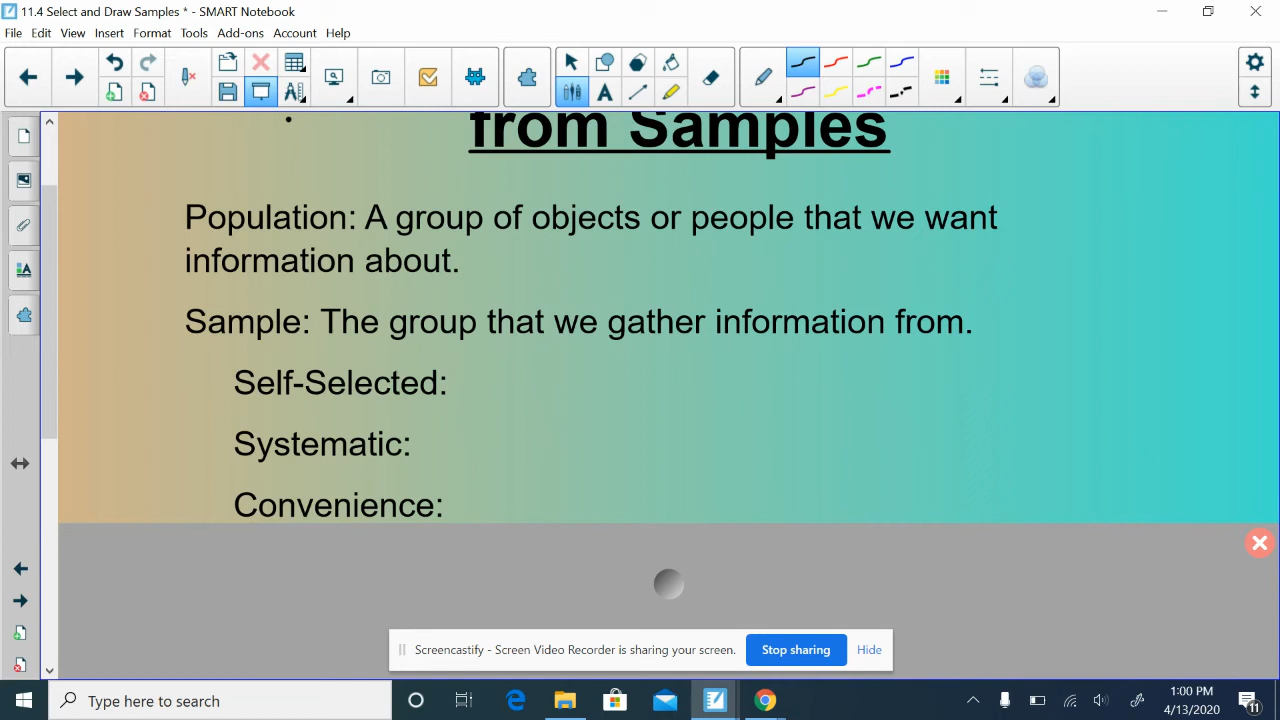 11.4 Select and Draw Samples * - SMART Notebook
File Edit View Insert Format Tools Add-ons Account Help
from Samples
Population: A group of objects or people that we want
information about.
Sample: The group that we gather information from.
Self-Selected:
Systematic:
Convenience:
Screencastify - Screen Video Recorder is sharing your screen. Stop sharing Hide
Type here to search
1:00 PM
4/13/2020
11